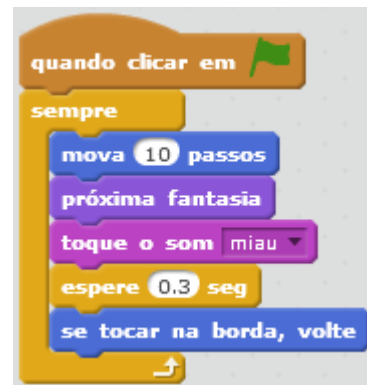 quando clicar em
sempre
mova 10 passos
próxima fantasia
toque o som miau
espere 0.3 seg
se tocar na borda, volte